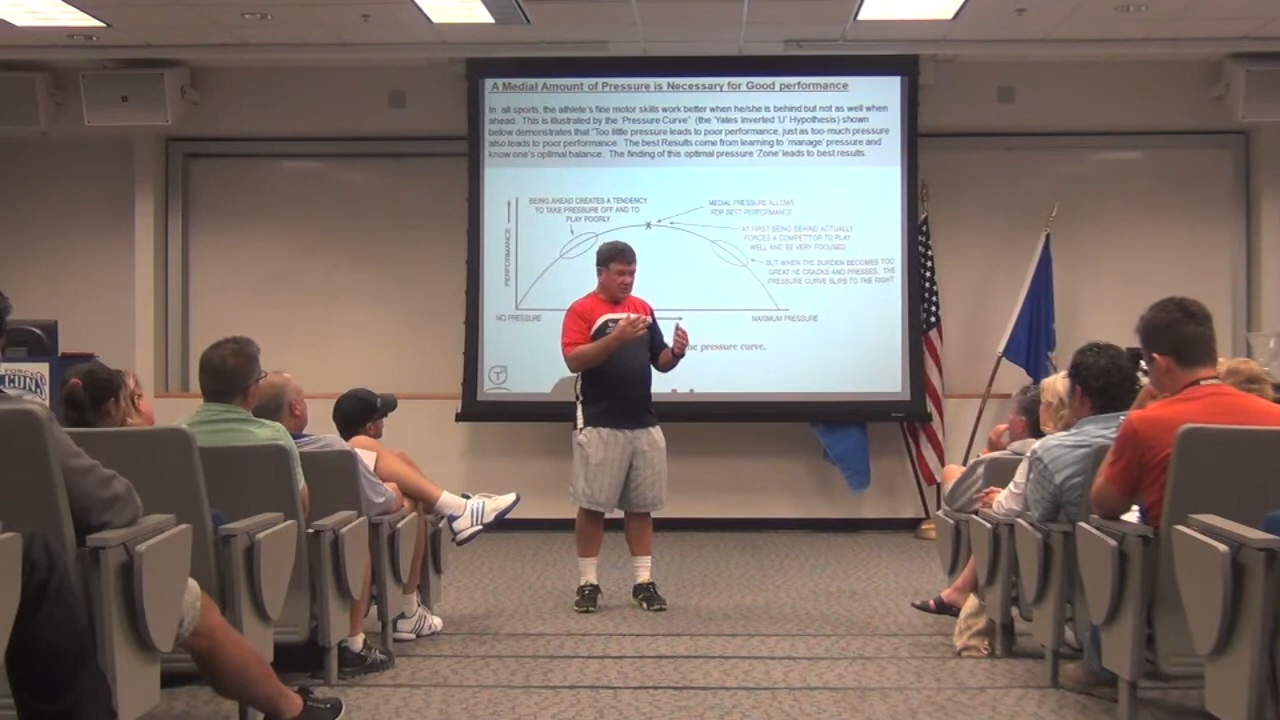 A Medial Amount of Pressure is Necessary for Good performance
In all sports, the athlete's fine motor skills work better when he/she is behind but not as well when
ahead. This is illustrated by the 'Pressure Curve" (the 'Yates Inverted 'U' Hypothesis) shown
below demonstrates that "Too little pressure leads to poor performance, just as too-much pressure
also leads to poor performance. The best Results come from learning to 'manage' pressure and
know one's optimal balance. The finding of this optimal pressure 'Zone' leads to best results.
BEING AHEAD CREATES A TENDENCY
TO TAKE PRESSURE OFF AND TO
PLAY POORLY
MEDIAL PRESSURE ALLOWS
FOR BEST PERFORMANCE
AT FIRST BEING BEHIND ACTUALLY
FORCES A COMPETITOR TO PLAY
WELL AND BE VERY FOCUSED
BUT WHEN THE BURDEN BECOMES TOO
GREAT HE CRACKS AND PRESSES. THE
PRESSURE CURVE SLIPS TO THE RIGHT
PERFORMANCE
NO PRESSURE
MAXIMUM PRESSURE
pressure curve.
FORCE